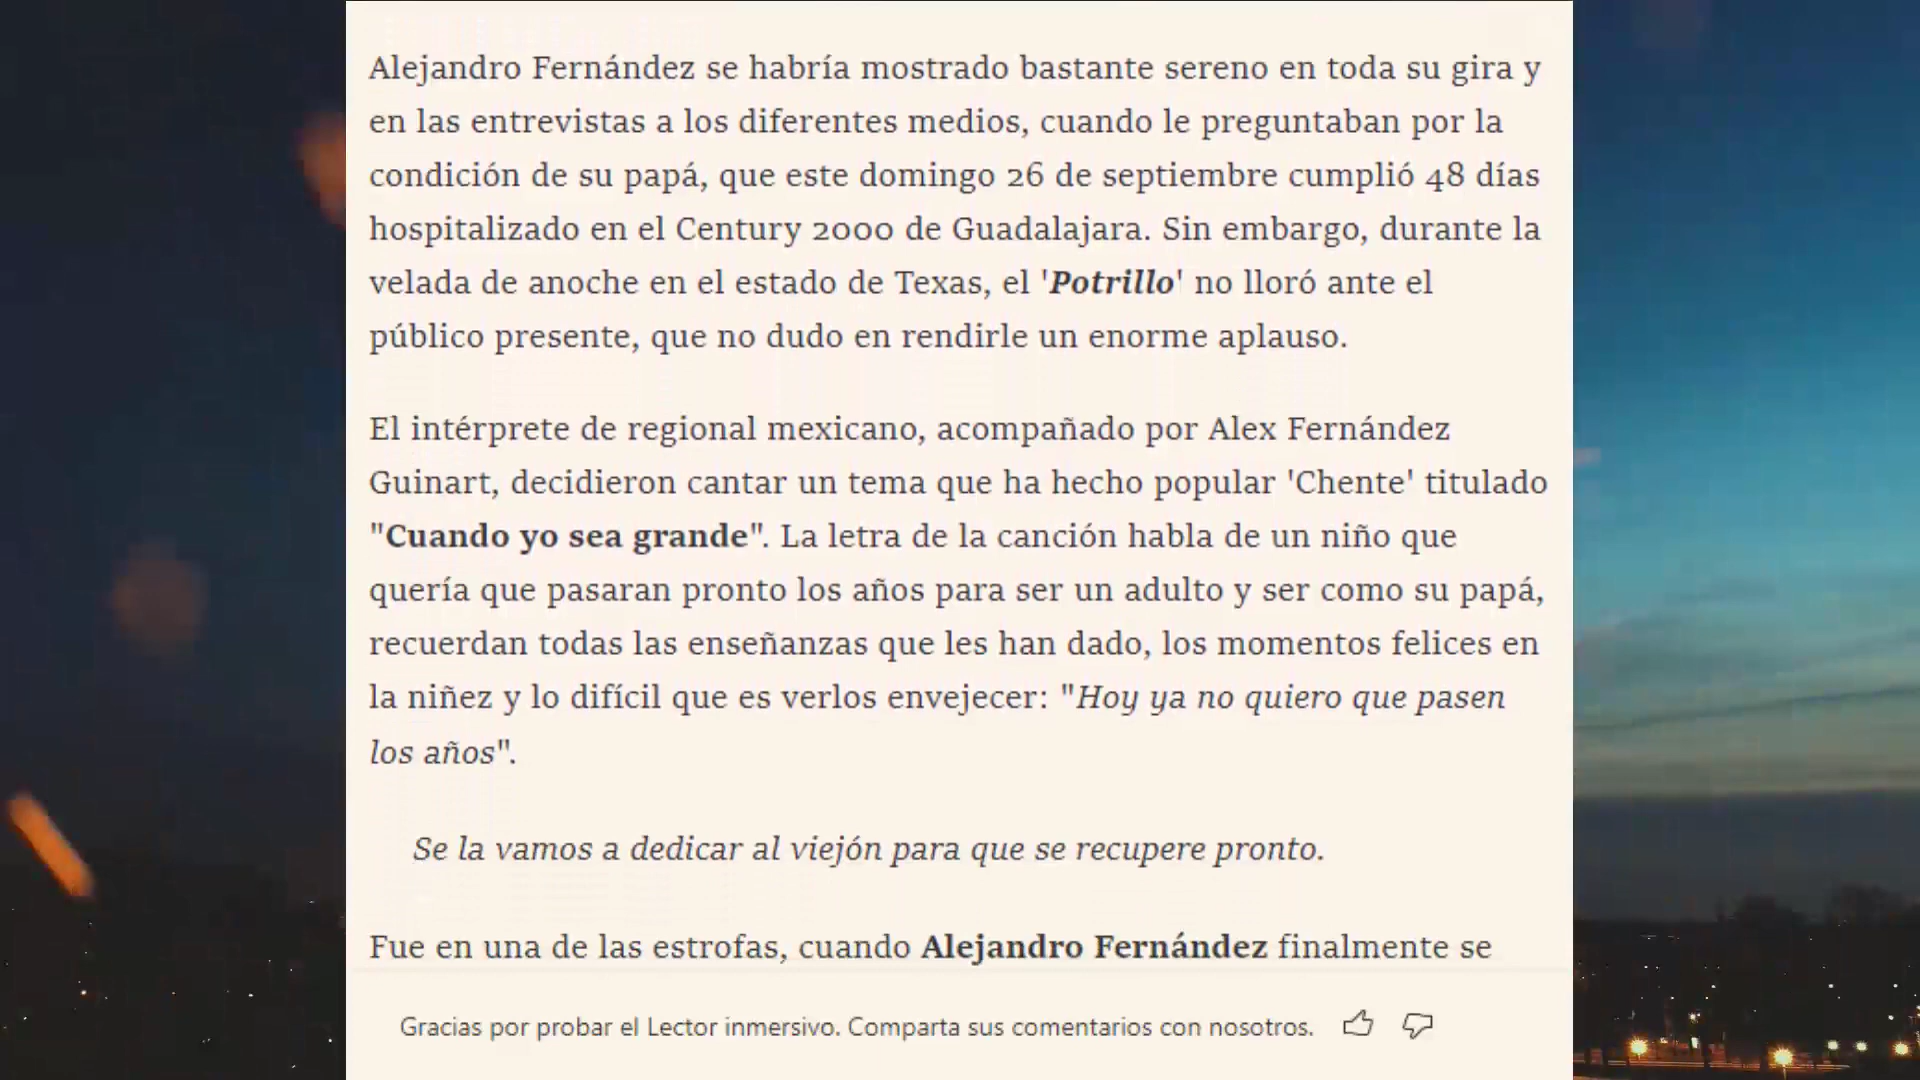 Alejandro Fernández se habría mostrado bastante sereno en toda su gira y
en las entrevistas a los diferentes medios, cuando le preguntaban por la
condición de su papá, que este domingo 26 de septiembre cumplió 48 días
hospitalizado en el Century 2000 de Guadalajara. Sin embargo, durante la
velada de anoche en el estado de Texas, el 'Potrillo' no lloró ante el
público presente, que no dudo en rendirle un enorme aplauso.
El intérprete de regional mexicano, acompañado por Alex Fernández
Guinart, decidieron cantar un tema que ha hecho popular 'Chente' titulado
"Cuando yo sea grande". La letra de la canción habla de un niño que
quería que pasaran pronto los años para ser un adulto y ser como su papá,
recuerdan todas las enseñanzas que les han dado, los momentos felices en
la niñez y lo difícil que es verlos envejecer: "Hoy ya no quiero que pasen
los años".
Se la vamos a dedicar al viejón para que se recupere pronto.
Fue en una de las estrofas, cuando Alejandro Fernández finalmente se
Gracias por probar el Lector inmersivo. Comparta sus comentarios con nosotros.